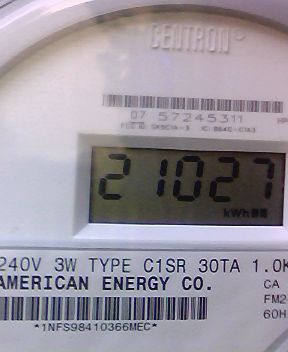 CENTRON®
07 57245311 HP
FCC ID: SK9C1A-3 IC: 864G-C1A3
21027
kWh
240V 3W TYPE C1SR 30TA 1.0K
AMERICAN ENERGY CO. CA
FM2
*1NFS98410366MEC* 60H